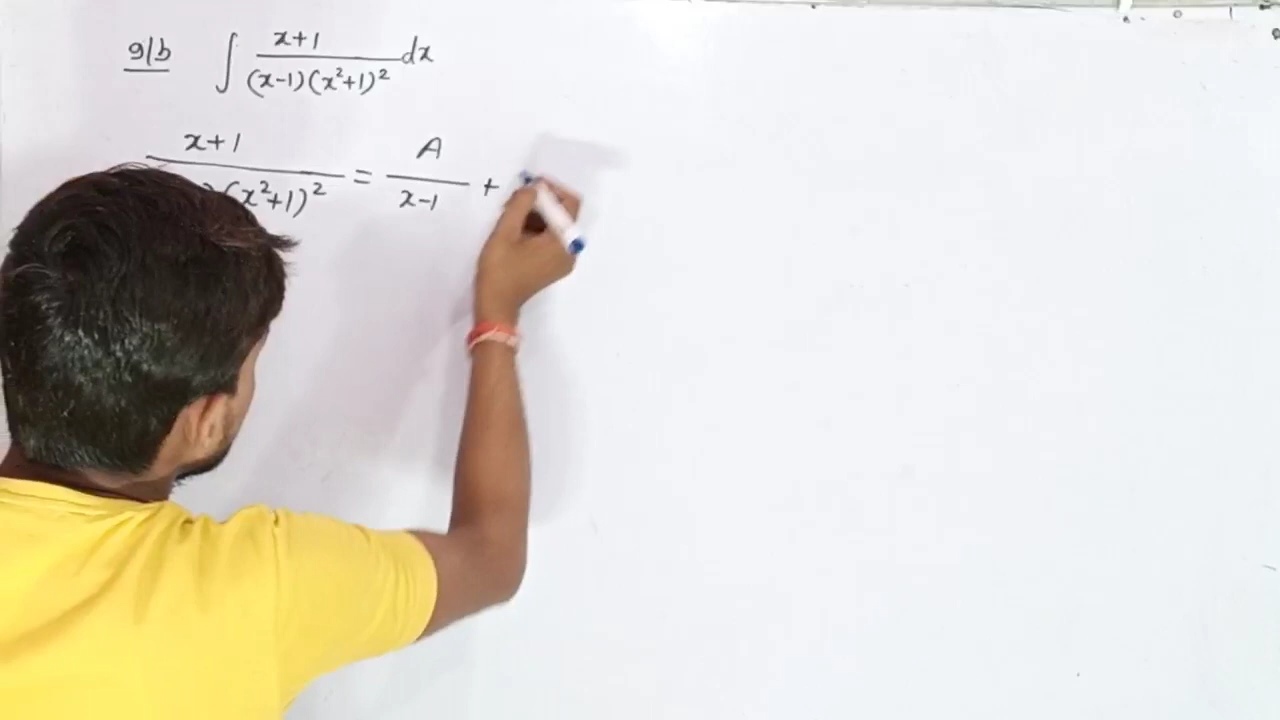 9/b ∫ x+1 / (x-1)(x²+1)² dx
x+1 / (x²+1)² = A / x-1 +